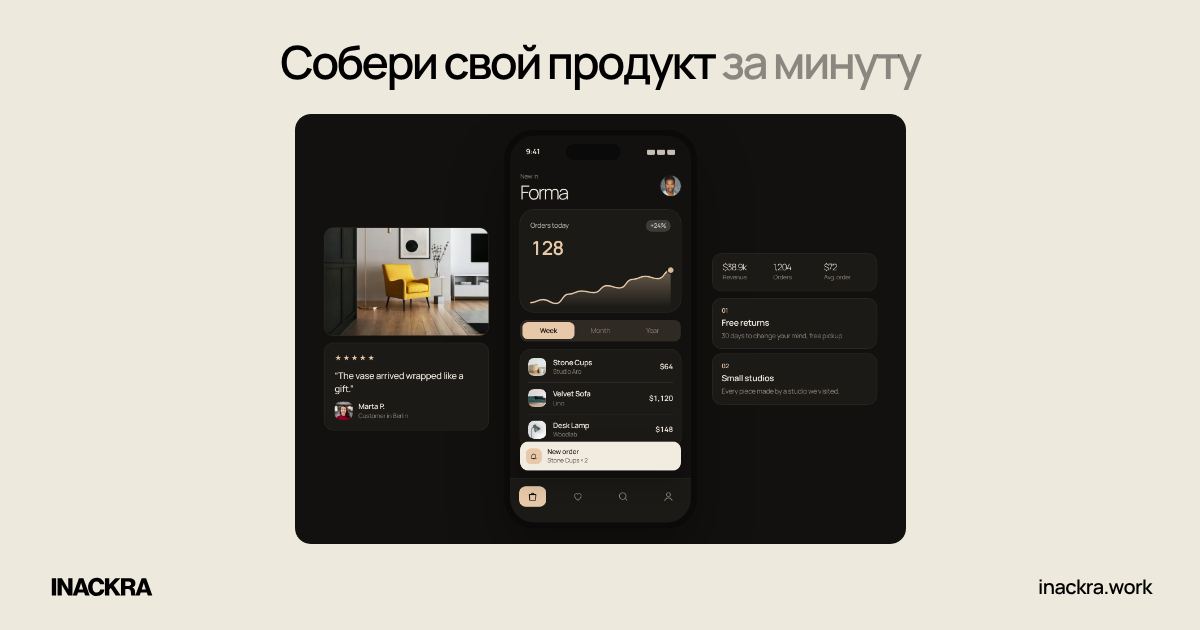 Собери свой продукт за минуту
9:41
New in
Forma
Orders today
+24%
128
Week
Month
Year
Stone Cups
Studio Aro
$64
Velvet Sofa
Lino
$1,120
Desk Lamp
Woodlab
$148
New order
Stone Cups × 2
★★★★★
“The vase arrived wrapped like a
gift.”
Marta P.
Customer in Berlin
$38.9k
Revenue
1,204
Orders
$72
Avg. order
01
Free returns
30 days to change your mind, free pickup
02
Small studios
Every piece made by a studio we visited.
INACKRA
inackra.work